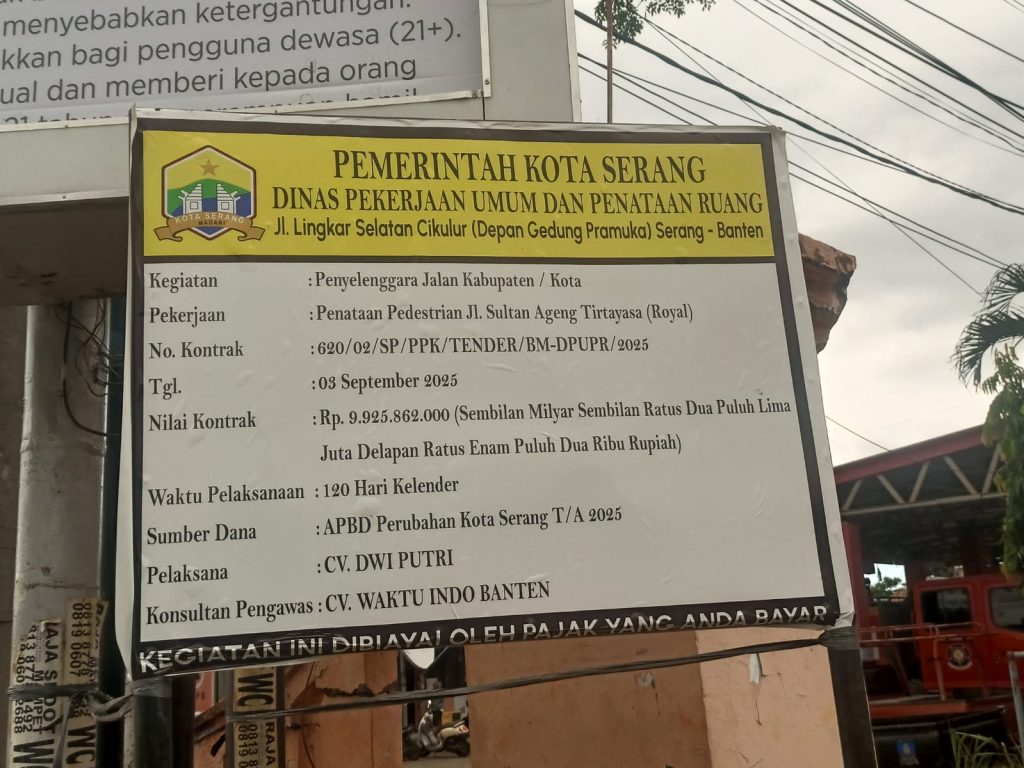 menyebabkan ketergantungan.
kkan bagi pengguna dewasa (21+).
ual dan memberi kepada orang
KOTA SERANG
MADANI
PEMERINTAH KOTA SERANG
DINAS PEKERJAAN UMUM DAN PENATAAN RUANG
Jl. Lingkar Selatan Cikulur (Depan Gedung Pramuka) Serang - Banten
Kegiatan : Penyelenggara Jalan Kabupaten / Kota
Pekerjaan : Penataan Pedestrian Jl. Sultan Ageng Tirtayasa (Royal)
No. Kontrak : 620/02/SP/PPK/TENDER/BM-DPUPR/2025
Tgl. : 03 September 2025
Nilai Kontrak : Rp. 9.925.862.000 (Sembilan Milyar Sembilan Ratus Dua Puluh Lima
Juta Delapan Ratus Enam Puluh Dua Ribu Rupiah)
Waktu Pelaksanaan : 120 Hari Kelender
Sumber Dana : APBD Perubahan Kota Serang T/A 2025
Pelaksana : CV. DWI PUTRI
Konsultan Pengawas : CV. WAKTU INDO BANTEN
KEGIATAN INI DIBIAYAI OLEH PAJAK YANG ANDA BAYAR
WC
WC
WC